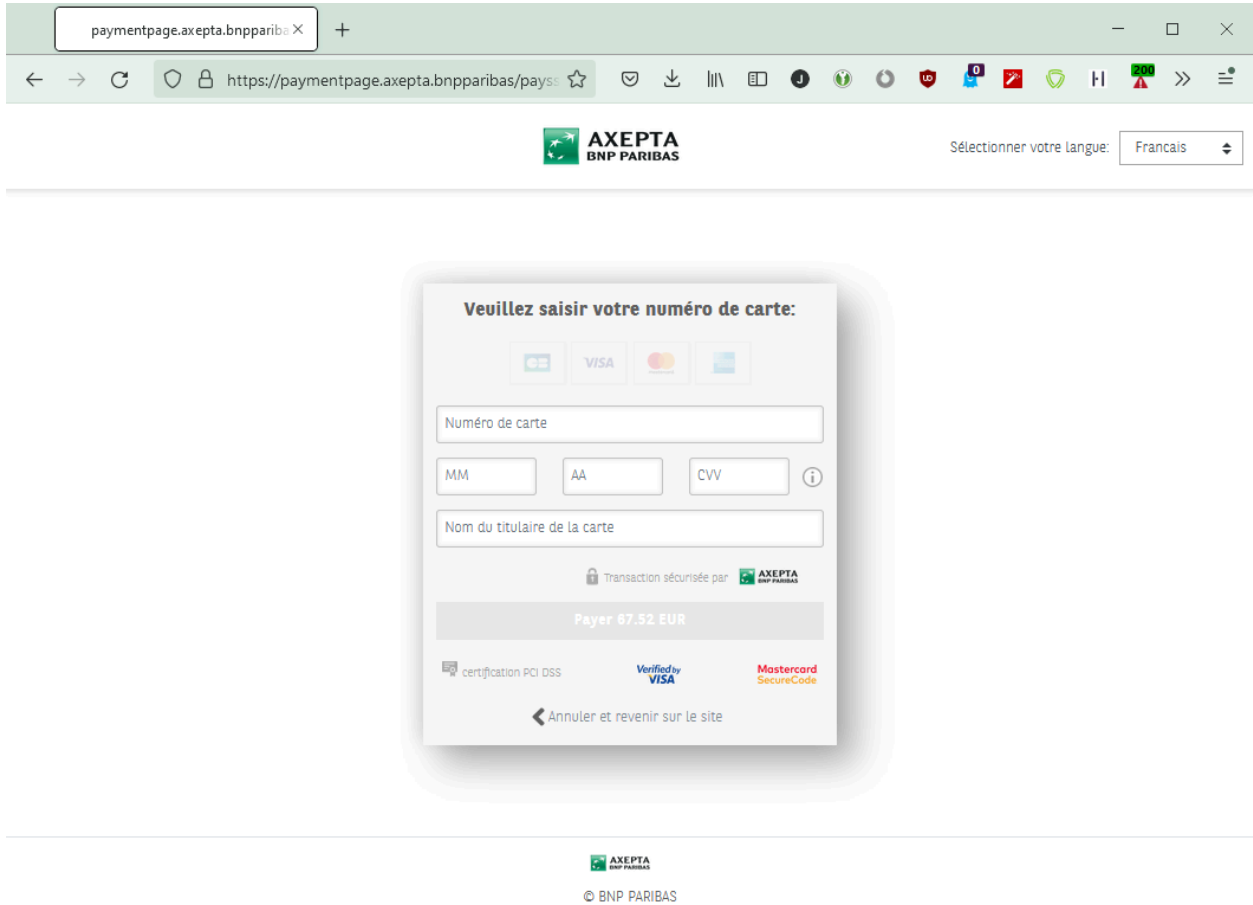 paymentpage.axepta.bnppariba
https://paymentpage.axepta.bnpparibas/payss
0
200
AXEPTA
BNP PARIBAS
Sélectionner votre langue:
Francais
Veuillez saisir votre numéro de carte:
CB
VISA
Numéro de carte
MM
AA
CVV
Nom du titulaire de la carte
Transaction sécurisée par
AXEPTA
BNP PARIBAS
Payer 67.52 EUR
certification PCI DSS
Verified by
VISA
Mastercard
SecureCode
Annuler et revenir sur le site
AXEPTA
BNP PARIBAS
© BNP PARIBAS